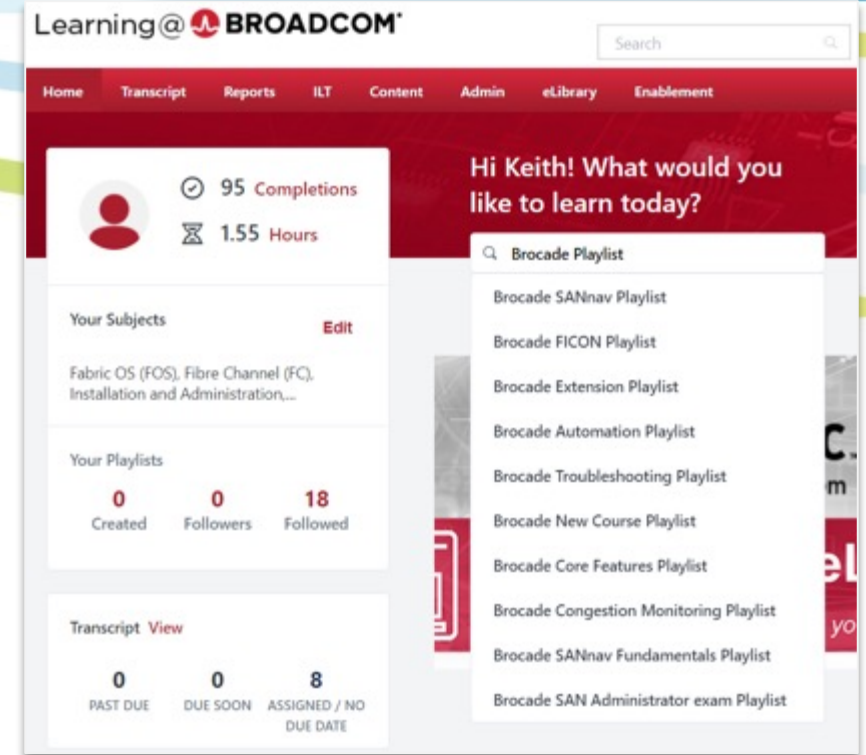 Learning@ BROADCOM®
Search
Home Transcript Reports ILT Content Admin eLibrary Enablement
95 Completions
1.55 Hours
Your Subjects Edit
Fabric OS (FOS), Fibre Channel (FC),
Installation and Administration,...
Your Playlists
0 0 18
Created Followers Followed
Transcript View
0 0 8
PAST DUE DUE SOON ASSIGNED / NO
DUE DATE
Hi Keith! What would you
like to learn today?
Brocade Playlist
Brocade SANnav Playlist
Brocade FICON Playlist
Brocade Extension Playlist
Brocade Automation Playlist
Brocade Troubleshooting Playlist
Brocade New Course Playlist
Brocade Core Features Playlist
Brocade Congestion Monitoring Playlist
Brocade SANnav Fundamentals Playlist
Brocade SAN Administrator exam Playlist